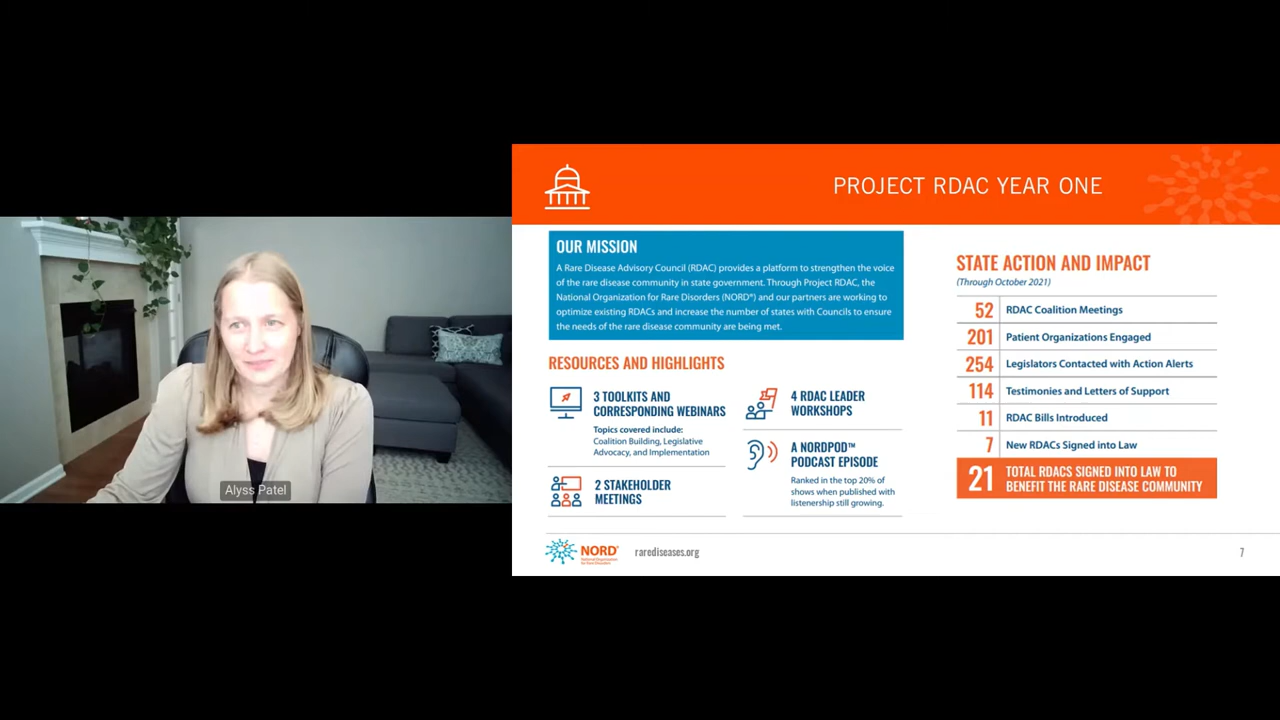 Alyss Patel
PROJECT RDAC YEAR ONE
OUR MISSION
A Rare Disease Advisory Council (RDAC) provides a platform to strengthen the voice
of the rare disease community in state government. Through Project RDAC, the
National Organization for Rare Disorders (NORD®) and our partners are working to
optimize existing RDACs and increase the number of states with Councils to ensure
the needs of the rare disease community are being met.
RESOURCES AND HIGHLIGHTS
3 TOOLKITS AND
CORRESPONDING WEBINARS
Topics covered include:
Coalition Building, Legislative
Advocacy, and Implementation
2 STAKEHOLDER
MEETINGS
4 RDAC LEADER
WORKSHOPS
A NORDPOD™
PODCAST EPISODE
Ranked in the top 20% of
shows when published with
listenership still growing.
STATE ACTION AND IMPACT
(Through October 2021)
52 RDAC Coalition Meetings
201 Patient Organizations Engaged
254 Legislators Contacted with Action Alerts
114 Testimonies and Letters of Support
11 RDAC Bills Introduced
7 New RDACs Signed into Law
21 TOTAL RDACS SIGNED INTO LAW TO
BENEFIT THE RARE DISEASE COMMUNITY
NORD®
National Organization
for Rare Disorders
rarediseases.org
7